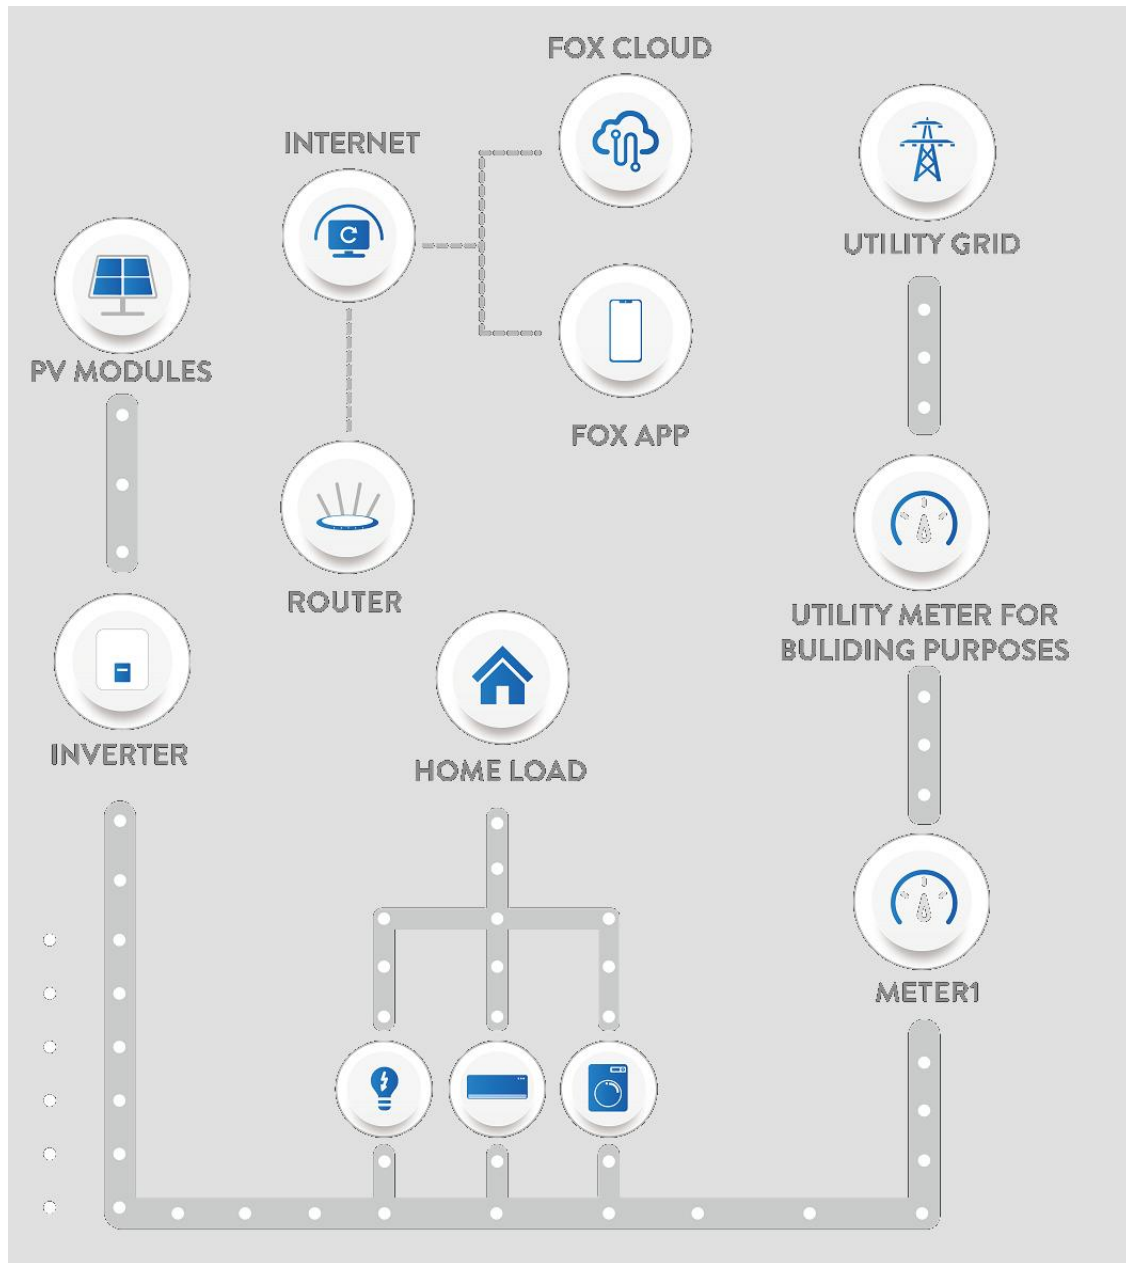 FOX CLOUD
INTERNET
UTILITY GRID
PV MODULES
FOX APP
ROUTER
UTILITY METER FOR
BULIDING PURPOSES
INVERTER
HOME LOAD
METER1